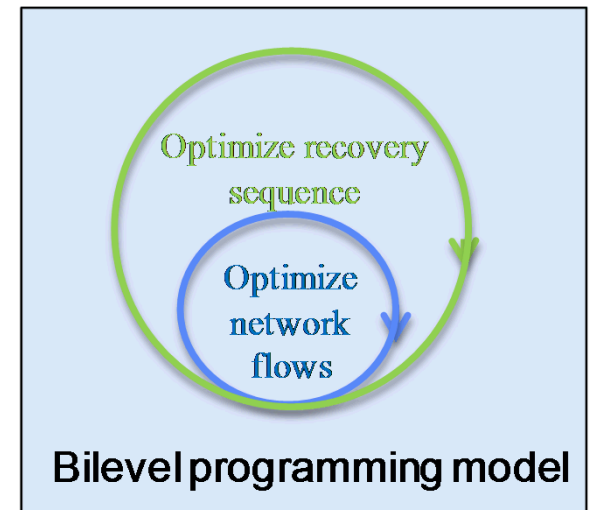 Optimize recovery
sequence
Optimize
network
flows
Bilevel programming model